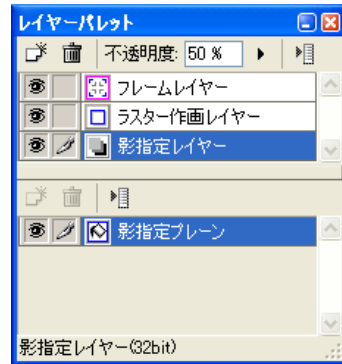 レイヤーパレット
不透明度: 50 %
フレームレイヤー
ラスター作画レイヤー
影指定レイヤー
影指定プレーン
影指定レイヤー(32bit)